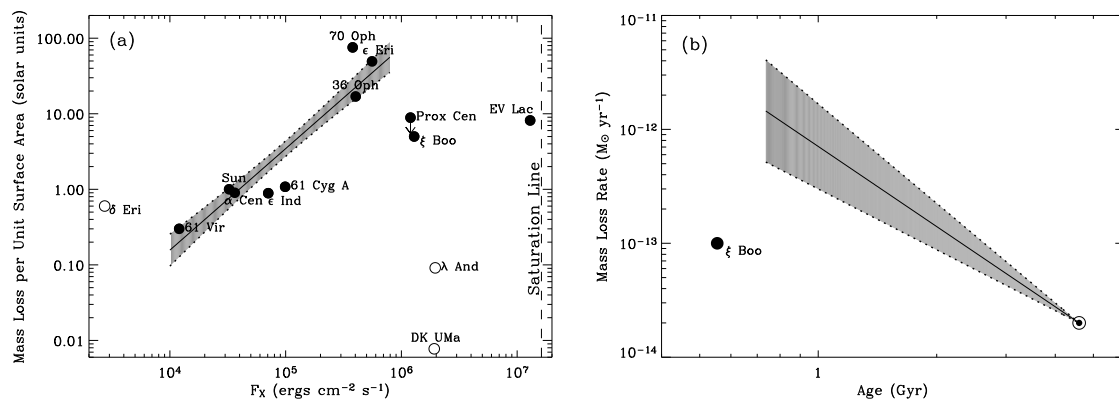 (a)
Mass Loss per Unit Surface Area (solar units)
100.00
10.00
1.00
0.10
0.01
70 Oph
ϵ Eri
36 Oph
Prox Cen
ξ Boo
EV Lac
Sun
α Cen
ϵ Ind
61 Cyg A
δ Eri
61 Vir
λ And
DK UMa
Saturation Line
10⁴
10⁵
10⁶
10⁷
Fₓ (ergs cm⁻² s⁻¹)
(b)
Mass Loss Rate (M⊙ yr⁻¹)
10⁻¹¹
10⁻¹²
10⁻¹³
10⁻¹⁴
ξ Boo
1
Age (Gyr)